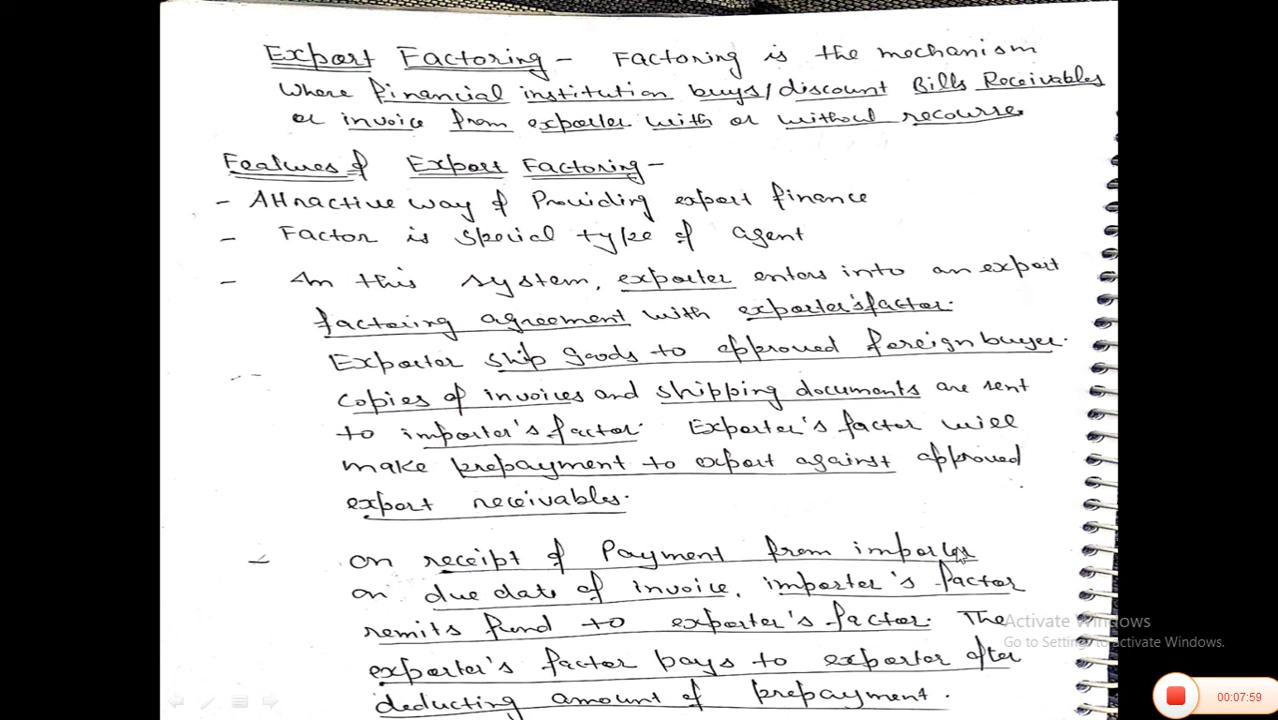 Export Factoring - Factoring is the mechanism
Where financial institution buys/discount Bills Receivables
or invoice from exporter with or without recourse
Features of Export Factoring -
- Attractive way of Providing export finance
- Factor is special type of agent
- In this system, exporter enters into an export
factoring agreement with exporter's factor.
Exporter ship goods to approved foreign buyer.
copies of invoices and shipping documents are sent
to importer's factor. Exporter's factor will
make prepayment to export against approved
export receivables.
- on receipt of Payment from importer
on due date of invoice, importer's factor
remits fund to exporter's factor. The
exporter's factor pays to exporter after
deducting amount of prepayment.
Activate Windows
Go to Settings to activate Windows.
00:07:59